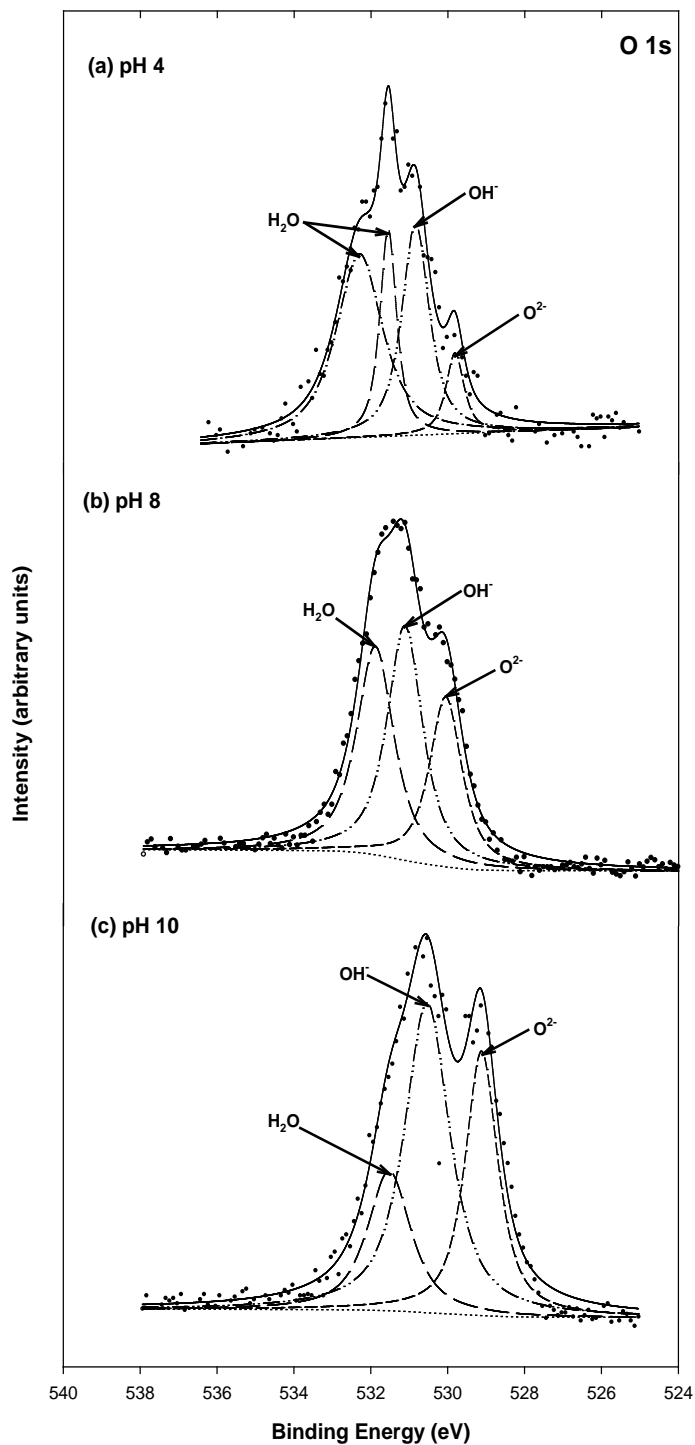 O 1s
(a) pH 4
OH⁻
H₂O
O²⁻
(b) pH 8
OH⁻
H₂O
O²⁻
(c) pH 10
OH⁻
O²⁻
H₂O
Intensity (arbitrary units)
540 538 536 534 532 530 528 526 524
Binding Energy (eV)